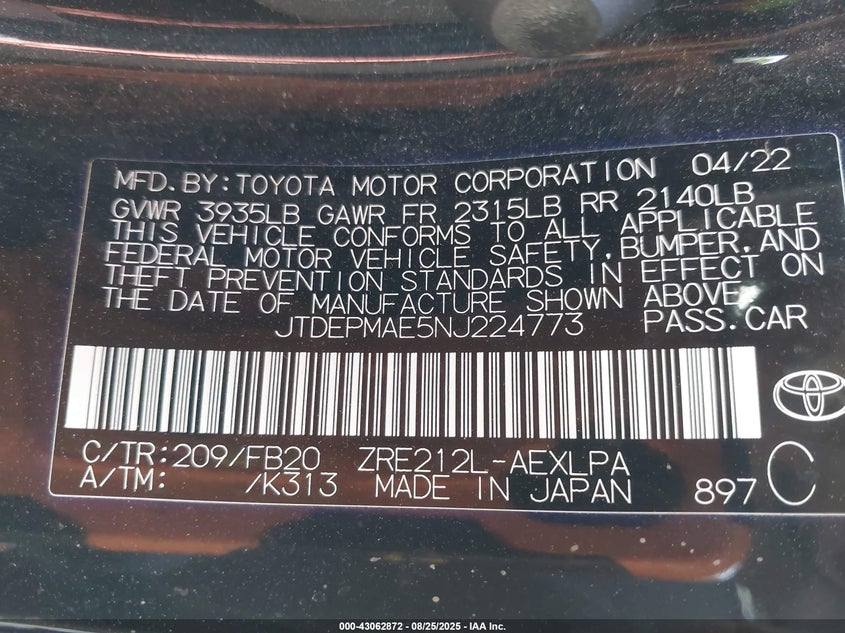 MFD.BY:TOYOTA MOTOR CORPORATION 04/22
GVWR 3935LB GAWR FR 2315LB RR 2140LB
THIS VEHICLE CONFORMS TO ALL APPLICABLE
FEDERAL MOTOR VEHICLE SAFETY,BUMPER,AND
THEFT PREVENTION STANDARDS IN EFFECT ON
THE DATE OF MANUFACTURE SHOWN ABOVE.
JTDEPMAE5NJ224773 PASS.CAR
C/TR:209/FB20 ZRE212L-AEXLPA C
A/TM: /K313 MADE IN JAPAN 897
000-43062872 - 08/25/2025 - IAA Inc.